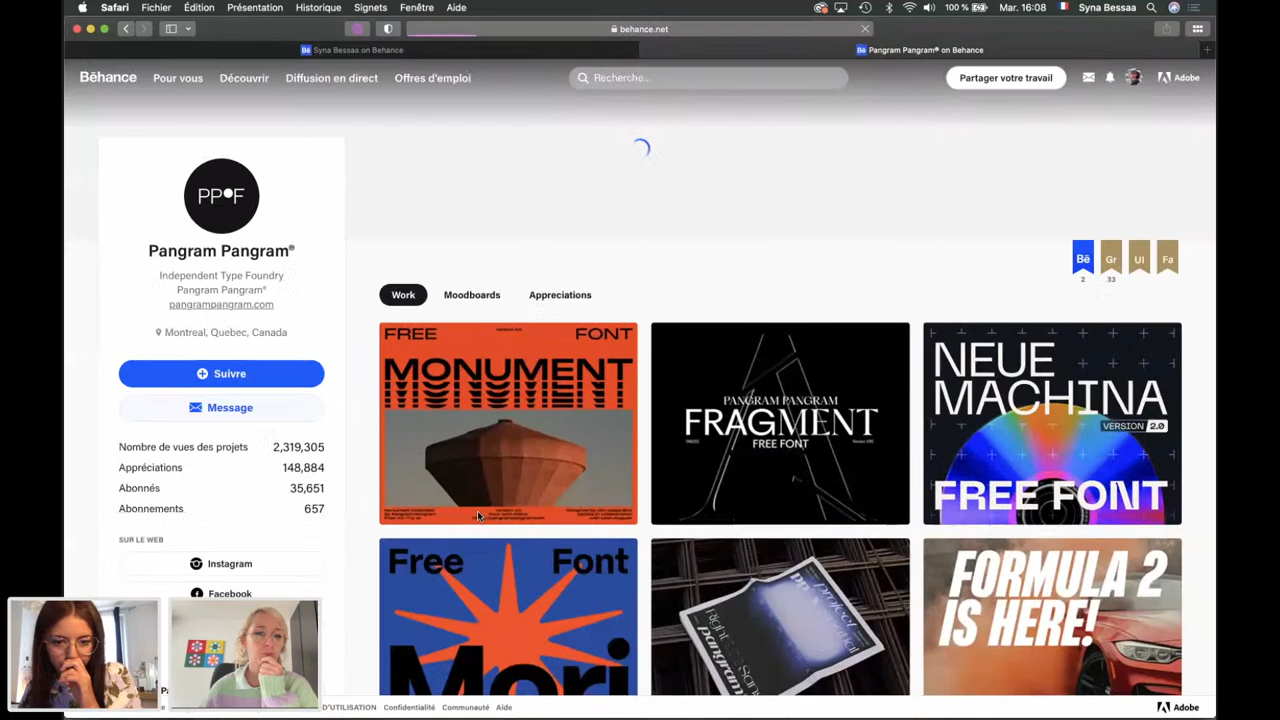 Safari Fichier Édition Présentation Historique Signets Fenêtre Aide 100 % Mar. 16:08 Syna Bessaa
behance.net
Syna Bessaa on Behance
Pangram Pangram® on Behance
Bēhance Pour vous Découvrir Diffusion en direct Offres d'emploi Recherche... Partager votre travail Adobe
PP●F
Pangram Pangram®
Independent Type Foundry
Pangram Pangram®
pangrampangram.com
Montreal, Quebec, Canada
Suivre
Message
Nombre de vues des projets 2,319,305
Appréciations 148,884
Abonnés 35,651
Abonnements 657
SUR LE WEB
Instagram
Facebook
Bē Gr UI Fa
2 33
Work Moodboards Appreciations
FREE FONT
MONUMENT
PANGRAM PANGRAM
FRAGMENT
FREE FONT
NEUE
MACHINA
VERSION 2.0
FREE FONT
Free Font
Mori
FORMULA 2
IS HERE!
D'UTILISATION Confidentialité Communauté Aide
Adobe